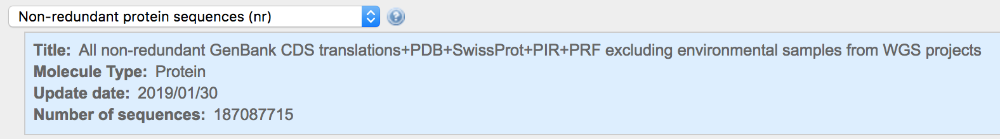 Non-redundant protein sequences (nr)
Title: All non-redundant GenBank CDS translations+PDB+SwissProt+PIR+PRF excluding environmental samples from WGS projects
Molecule Type: Protein
Update date: 2019/01/30
Number of sequences: 187087715